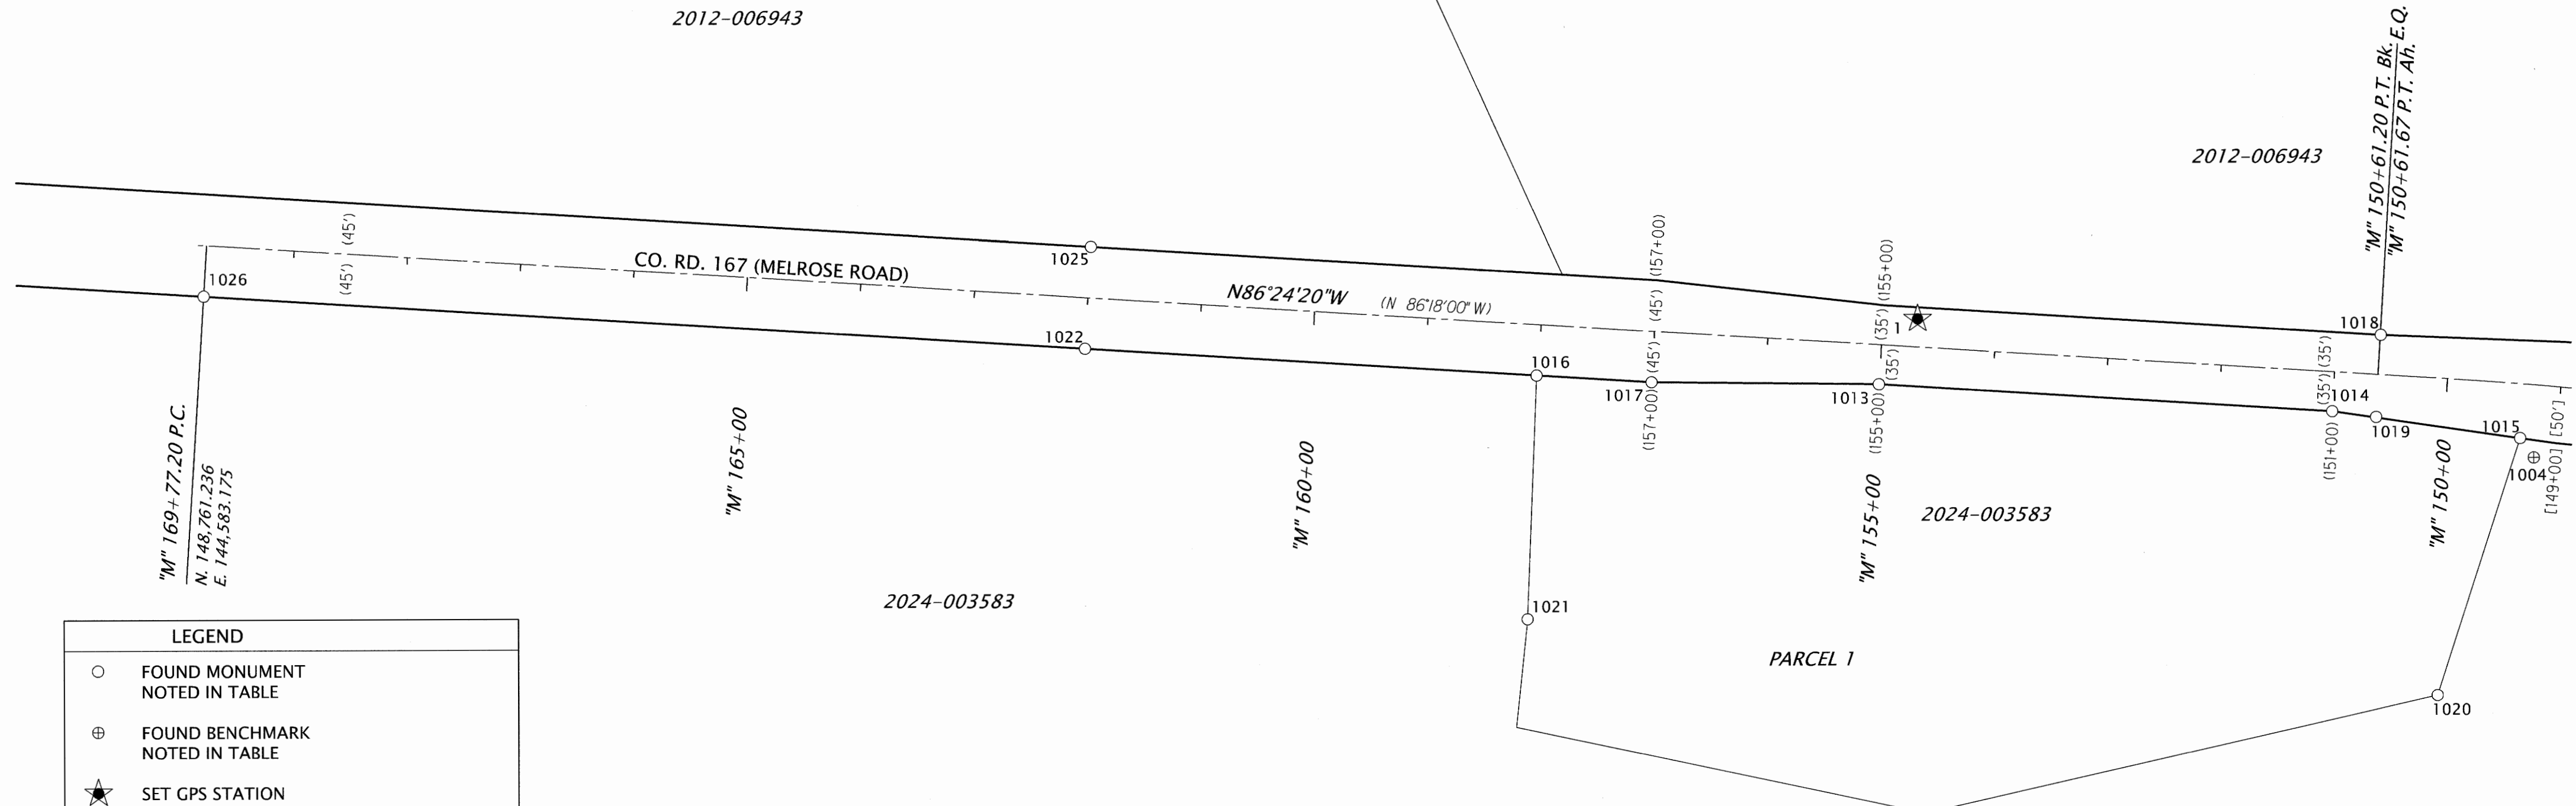 2012-006943
"M" 150+61.20 P.T. Bk.
"M" 150+61.67 P.T. Ah.
E.Q.
2012-006943
(45')
(45')
CO. RD. 167 (MELROSE ROAD)
1025
N86°24'20"W
(N 86°18'00" W)
(157+00)
(45')
(45')
(157+00)
(155+00)
(35')
(35')
(155+00)
1
1018
(35')
(35')
(151+00)
1026
1022
1016
1017
1013
1014
1019
1015
1004
[50']
[149+00]
"M" 169+77.20 P.C.
N. 148,761.236
E. 144,583.175
"M" 165+00
"M" 160+00
"M" 155+00
"M" 150+00
2024-003583
2024-003583
1021
PARCEL 1
1020
LEGEND
FOUND MONUMENT
NOTED IN TABLE
FOUND BENCHMARK
NOTED IN TABLE
SET GPS STATION